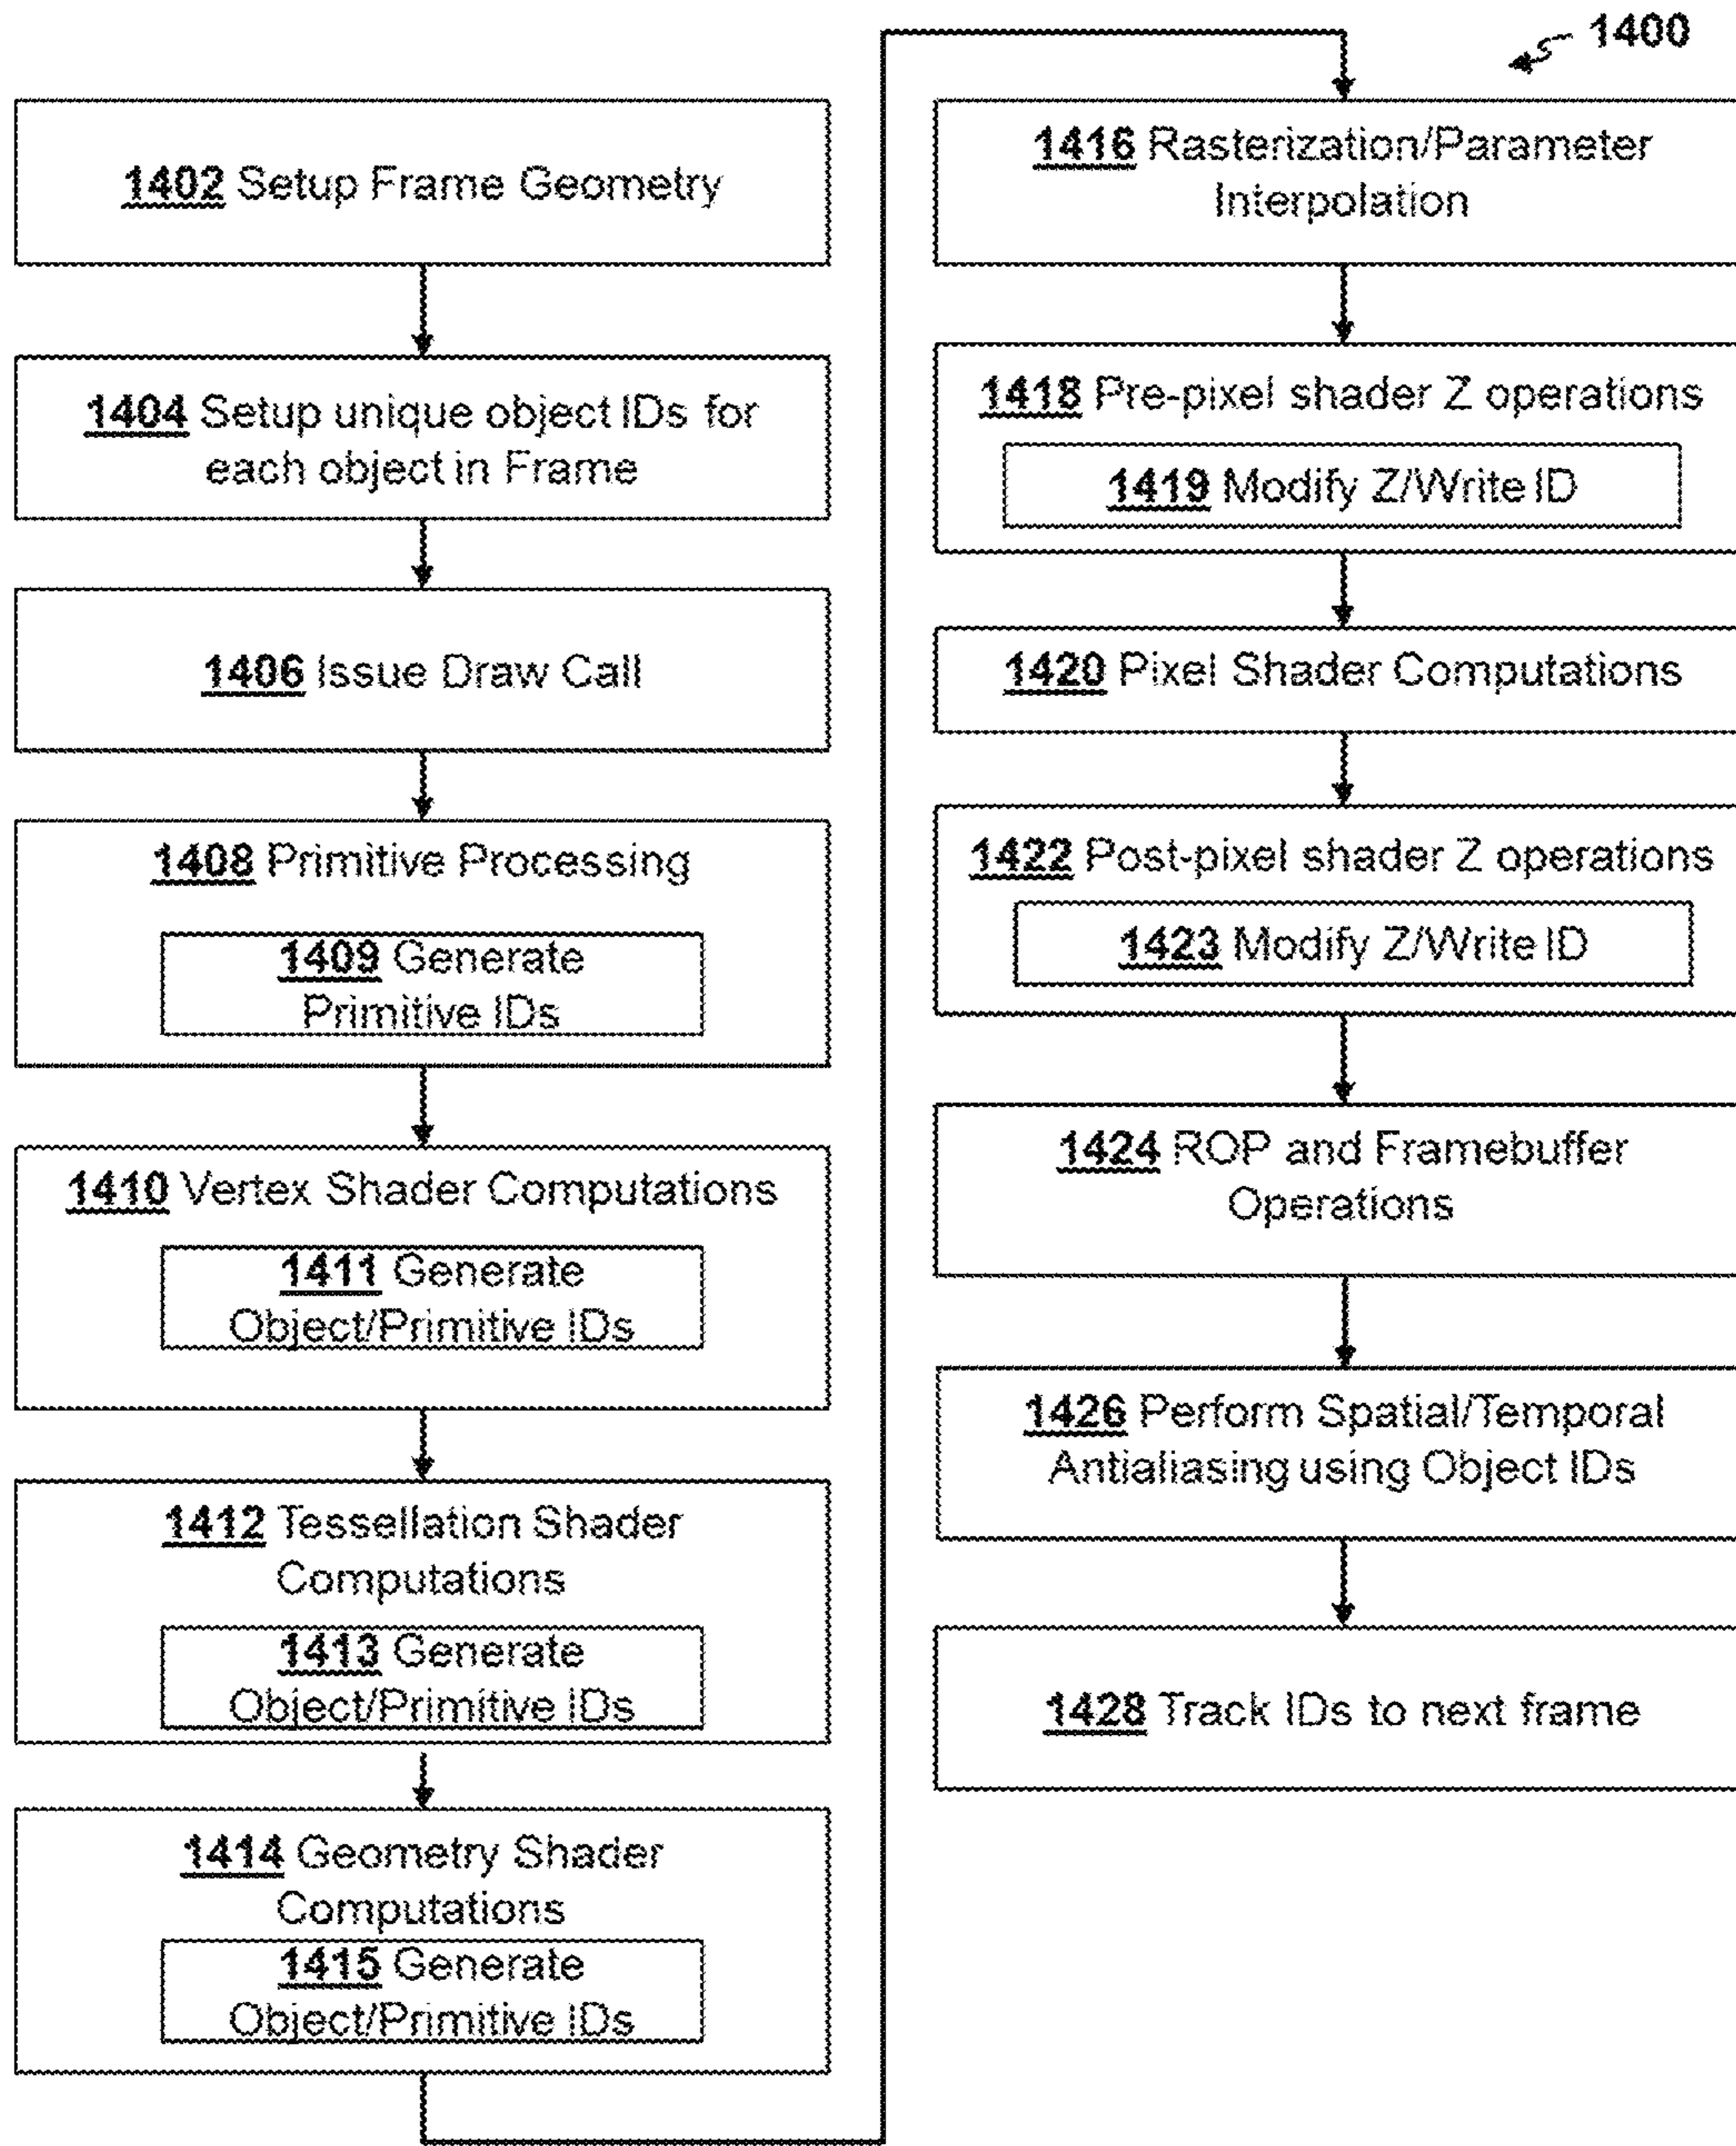 1400
1402 Setup Frame Geometry
1404 Setup unique object IDs for
each object in Frame
1406 Issue Draw Call
1408 Primitive Processing
1409 Generate
Primitive IDs
1410 Vertex Shader Computations
1411 Generate
Object/Primitive IDs
1412 Tessellation Shader
Computations
1413 Generate
Object/Primitive IDs
1414 Geometry Shader
Computations
1415 Generate
Object/Primitive IDs
1416 Rasterization/Parameter
Interpolation
1418 Pre-pixel shader Z operations
1419 Modify Z/Write ID
1420 Pixel Shader Computations
1422 Post-pixel shader Z operations
1423 Modify Z/Write ID
1424 ROP and Framebuffer
Operations
1426 Perform Spatial/Temporal
Antialiasing using Object IDs
1428 Track IDs to next frame